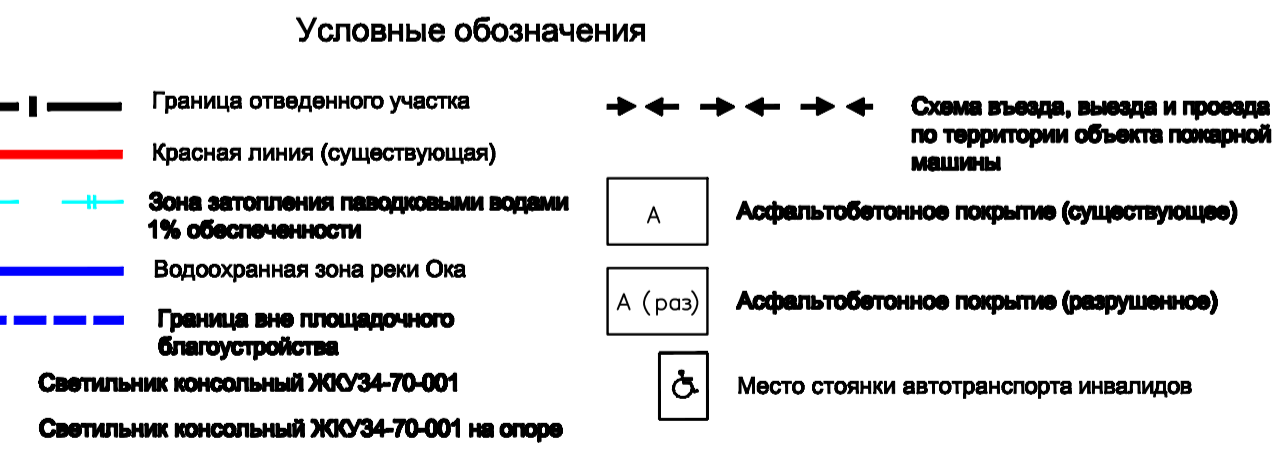 Условные обозначения
Граница отведенного участка
Красная линия (существующая)
Зона затопления паводковыми водами
1% обеспеченности
Водоохранная зона реки Ока
Граница вне площадочного
благоустройства
Светильник консольный ЖКУ34-70-001
Светильник консольный ЖКУ34-70-001 на опоре
Схема въезда, выезда и проезда
по территории объекта пожарной
машины
А
Асфальтобетонное покрытие (существующее)
А (раз)
Асфальтобетонное покрытие (разрушенное)
Место стоянки автотранспорта инвалидов